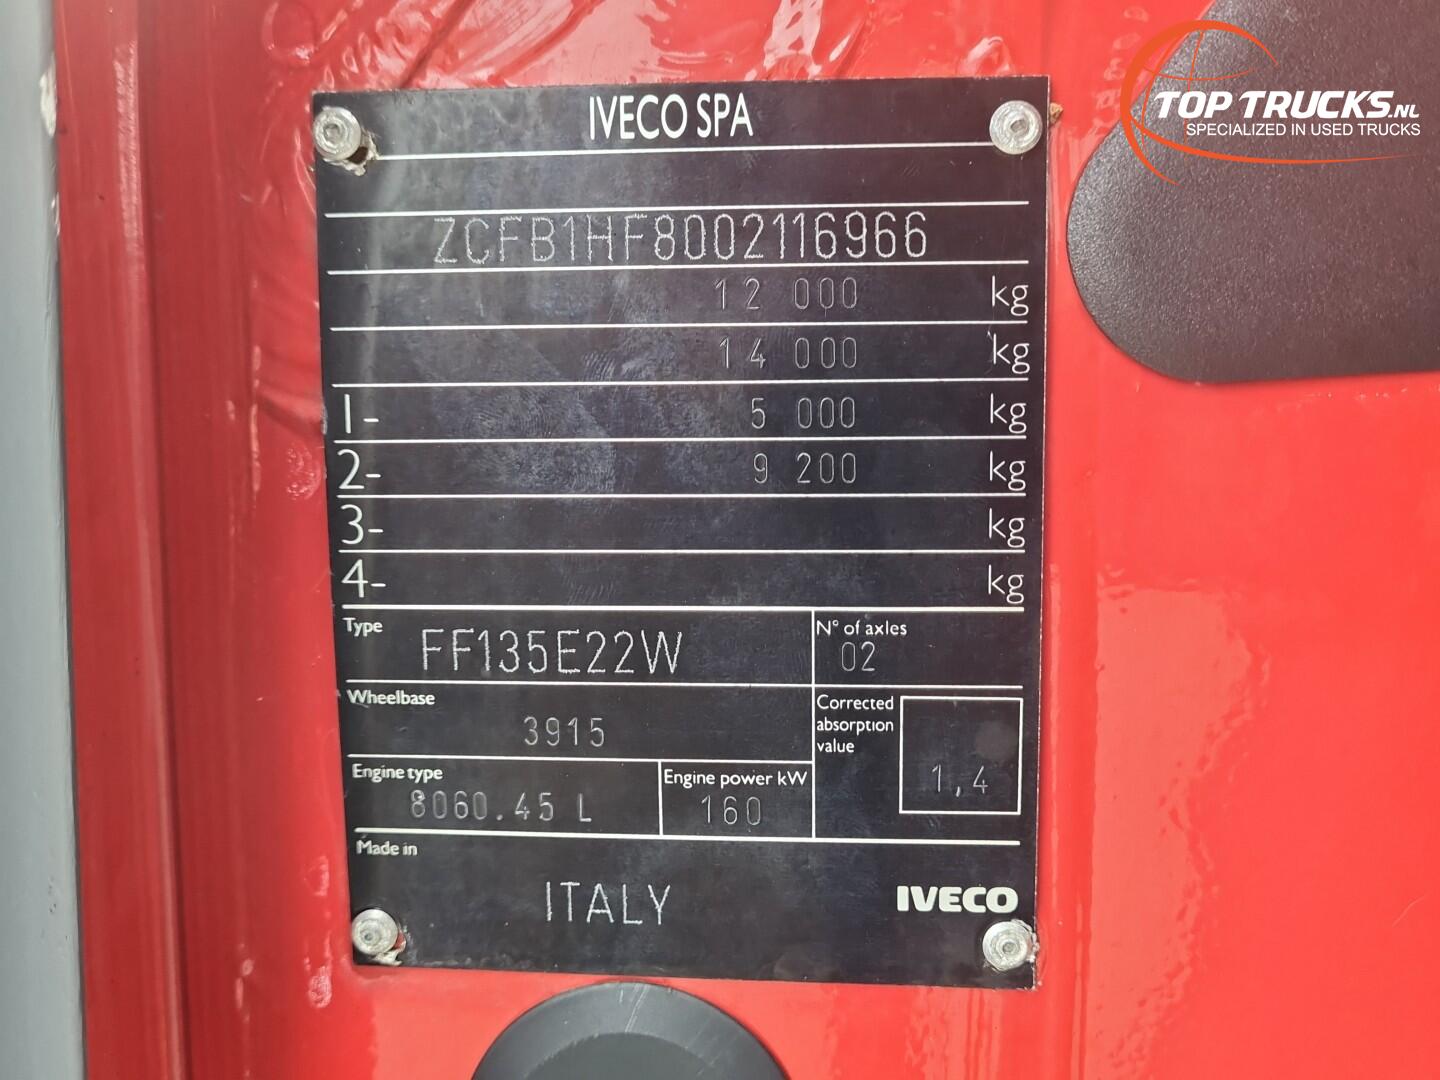 TOP TRUCKS.NL
SPECIALIZED IN USED TRUCKS
IVECO SPA
ZCFB1HF8002116966
12 000 kg
14 000 kg
1- 5 000 kg
2- 9 200 kg
3- kg
4- kg
Type FF135E22W
N° of axles 02
Wheelbase 3915
Corrected
absorption
value
1,4
Engine type 8060.45 L
Engine power kW 160
Made in
ITALY
IVECO